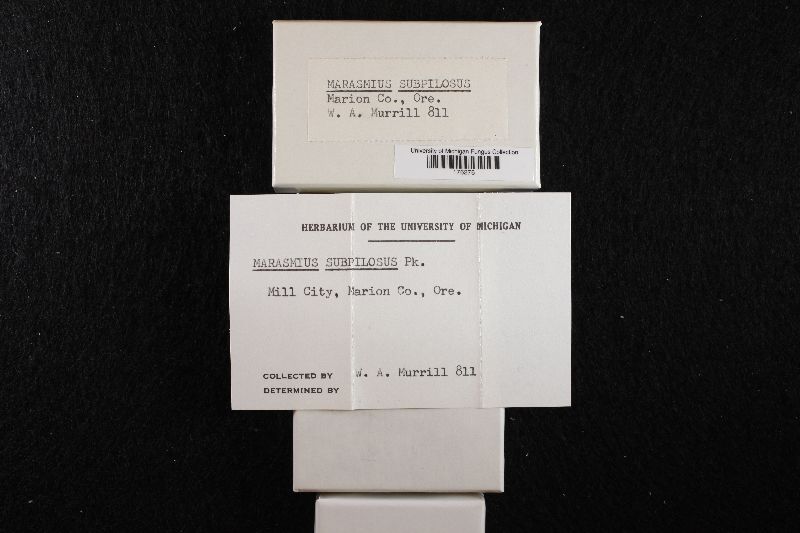 MARASMIUS SUBPILOSUS
Marion Co., Ore.
W. A. Murrill 811
University of Michigan Fungus Collection
HERBARIUM OF THE UNIVERSITY OF MICHIGAN
MARASMIUS SUBPILOSUS Pk.
Mill City, Marion Co., Ore.
COLLECTED BY W. A. Murrill 811
DETERMINED BY